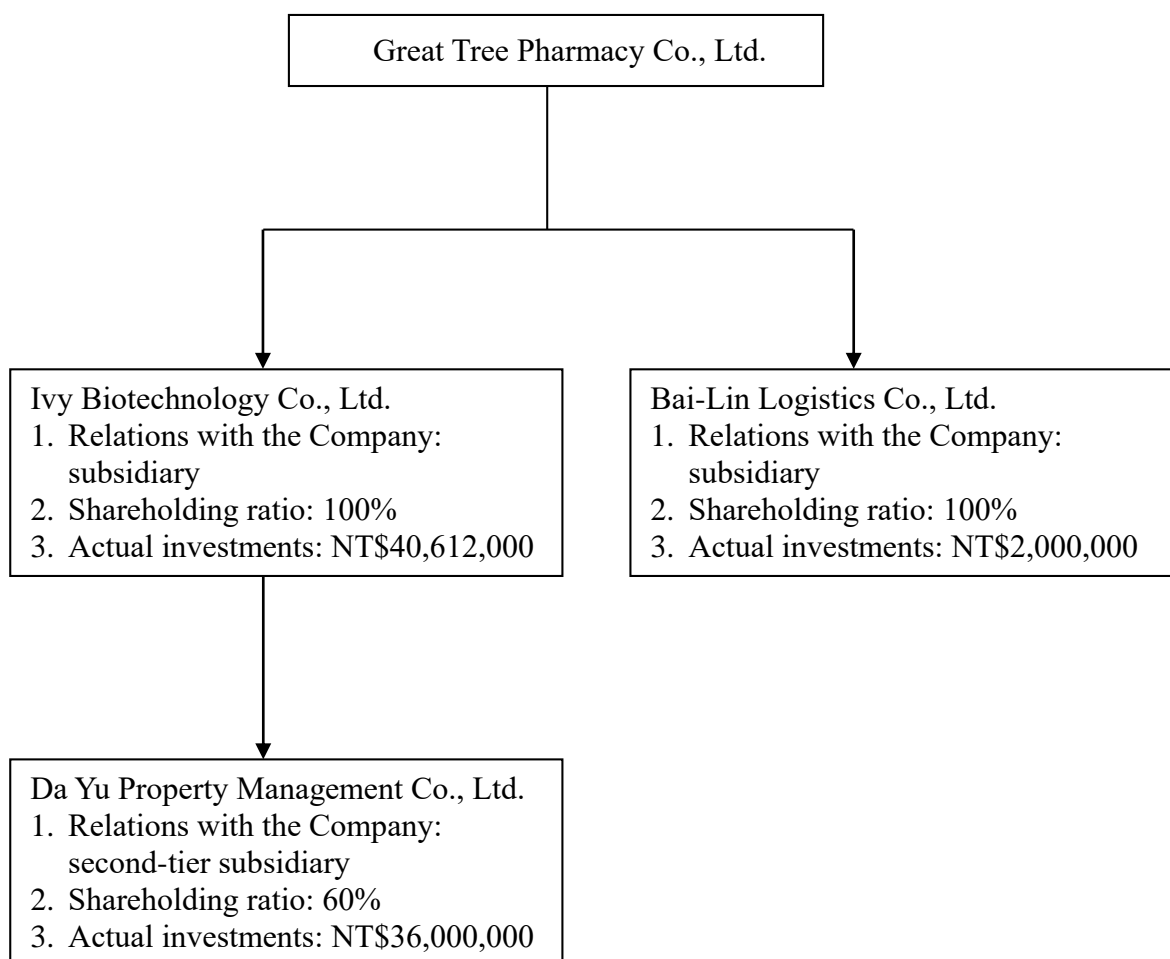 Great Tree Pharmacy Co., Ltd.
Ivy Biotechnology Co., Ltd.
1. Relations with the Company:
subsidiary
2. Shareholding ratio: 100%
3. Actual investments: NT$40,612,000
Bai-Lin Logistics Co., Ltd.
1. Relations with the Company:
subsidiary
2. Shareholding ratio: 100%
3. Actual investments: NT$2,000,000
Da Yu Property Management Co., Ltd.
1. Relations with the Company:
second-tier subsidiary
2. Shareholding ratio: 60%
3. Actual investments: NT$36,000,000